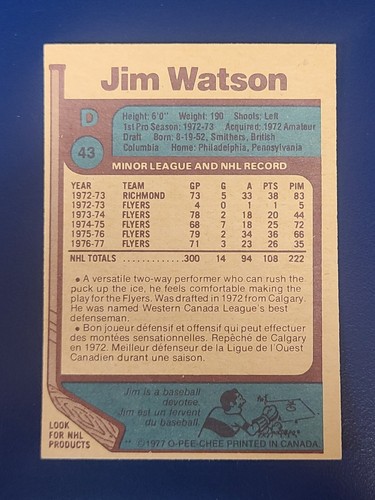 Jim Watson
D
43
Height: 6'0" Weight: 190 Shoots: Left
1st Pro Season: 1972-73 Acquired: 1972 Amateur
Draft Born: 8-19-52, Smithers, British
Columbia Home: Philadelphia, Pennsylvania
MINOR LEAGUE AND NHL RECORD
YEAR TEAM GP G A PTS PIM
1972-73 RICHMOND 73 5 33 38 83
1972-73 FLYERS 4 0 1 1 5
1973-74 FLYERS 78 2 18 20 44
1974-75 FLYERS 68 7 18 25 72
1975-76 FLYERS 79 2 34 36 66
1976-77 FLYERS 71 3 23 26 35
NHL TOTALS 300 14 94 108 222
• A versatile two-way performer who can rush the
puck up the ice, he feels comfortable making the
play for the Flyers. Was drafted in 1972 from Calgary.
He was named Western Canada League's best
defenseman.
• Bon joueur défensif et offensif qui peut effectuer
des montées sensationnelles. Repêché de Calgary
en 1972. Meilleur défenseur de la Ligue de l'Ouest
Canadien durant une saison.
Jim is a baseball
devotee.
Jim est un fervent
du baseball.
LOOK
FOR NHL
PRODUCTS
©1977 O-PEE-CHEE PRINTED IN CANADA